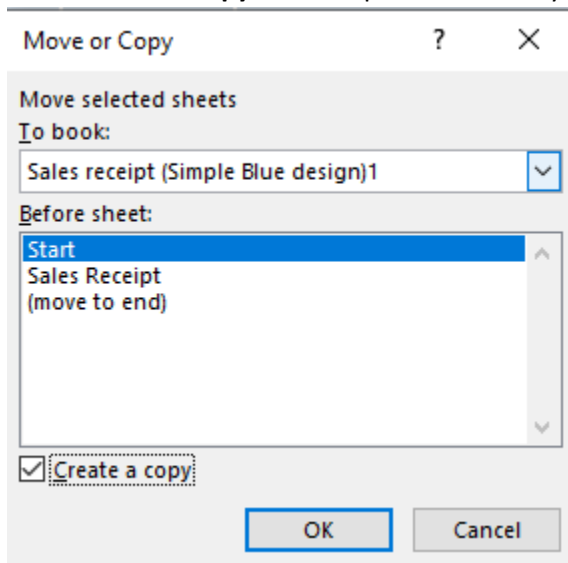 Move or Copy ? ×
Move selected sheets
To book:
Sales receipt (Simple Blue design)1
Before sheet:
Start
Sales Receipt
(move to end)
Create a copy
OK Cancel